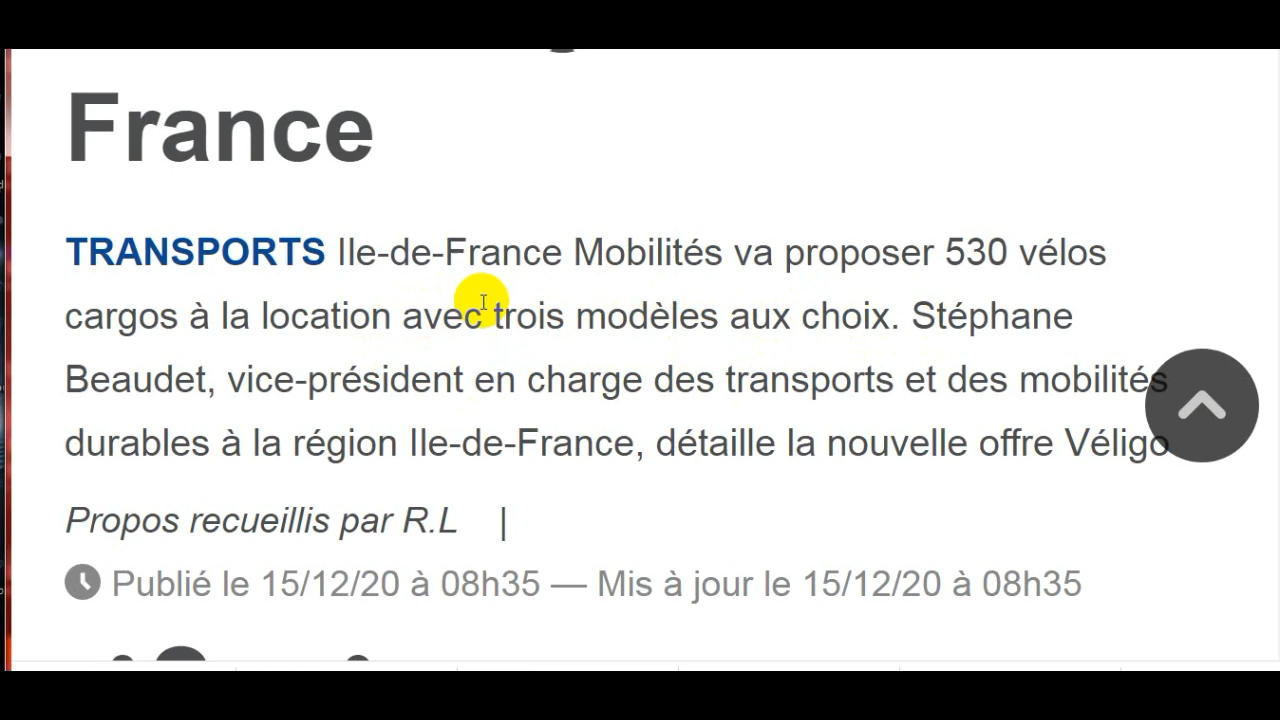 France
TRANSPORTS Ile-de-France Mobilités va proposer 530 vélos
cargos à la location avec trois modèles aux choix. Stéphane
Beaudet, vice-président en charge des transports et des mobilités
durables à la région Ile-de-France, détaille la nouvelle offre Véligo
Propos recueillis par R.L |
Publié le 15/12/20 à 08h35 — Mis à jour le 15/12/20 à 08h35